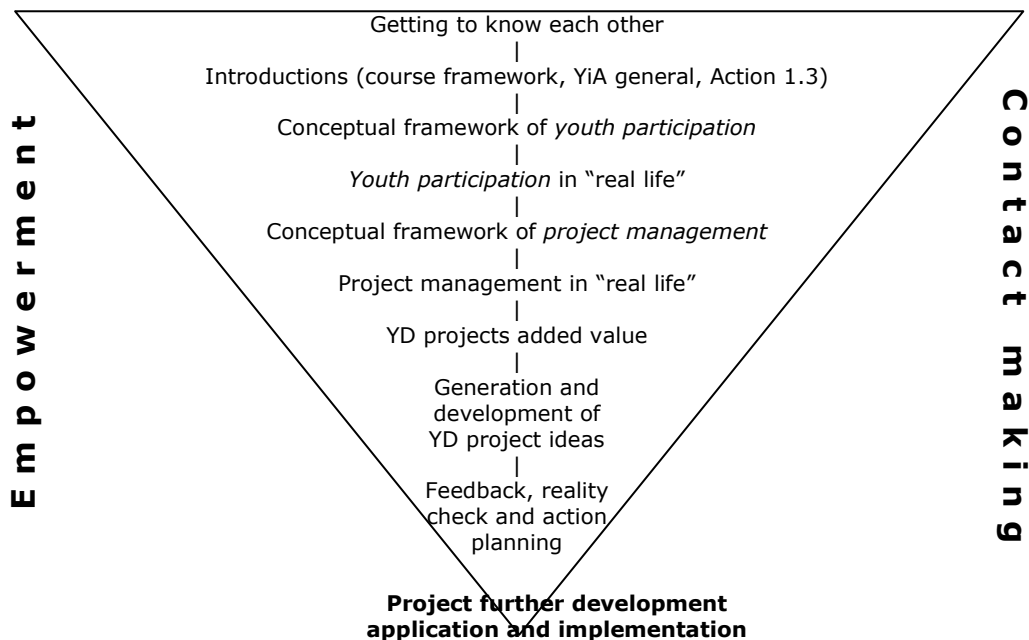 Getting to know each other
|
Introductions (course framework, YiA general, Action 1.3)
|
Conceptual framework of youth participation
|
Youth participation in “real life”
|
Conceptual framework of project management
|
Project management in “real life”
|
YD projects added value
|
Generation and
development of
YD project ideas
|
Feedback, reality
check and action
planning
Project further development
application and implementation
Empowerment
Contact making